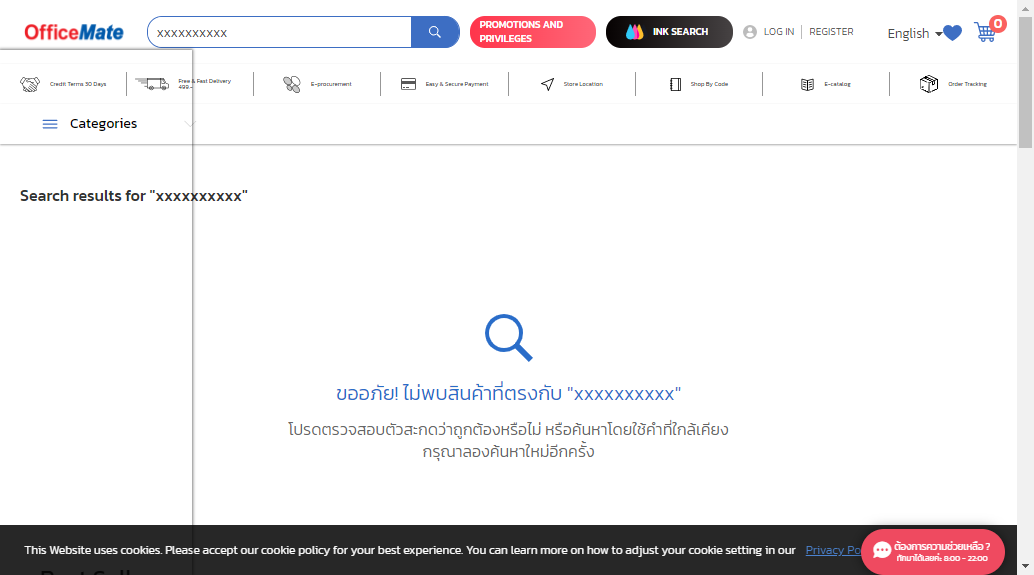 OfficeMate
xxxxxxxxxx
PROMOTIONS AND
PRIVILEGES
INK SEARCH
LOG IN
REGISTER
English
0
Credit Terms 30 Days
Free & Fast Delivery
499.-
E-procurement
Easy & Secure Payment
Store Location
Shop By Code
E-catalog
Order Tracking
Categories
Search results for "xxxxxxxxxx"
ขออภัย! ไม่พบสินค้าที่ตรงกับ "xxxxxxxxxx"
โปรดตรวจสอบตัวสะกดว่าถูกต้องหรือไม่ หรือค้นหาโดยใช้คำที่ใกล้เคียง
กรุณาลองค้นหาใหม่อีกครั้ง
This Website uses cookies. Please accept our cookie policy for your best experience. You can learn more on how to adjust your cookie setting in our Privacy Po
ต้องการความช่วยเหลือ ?
ทักมาได้เลยค่ะ 8:00 - 22:00